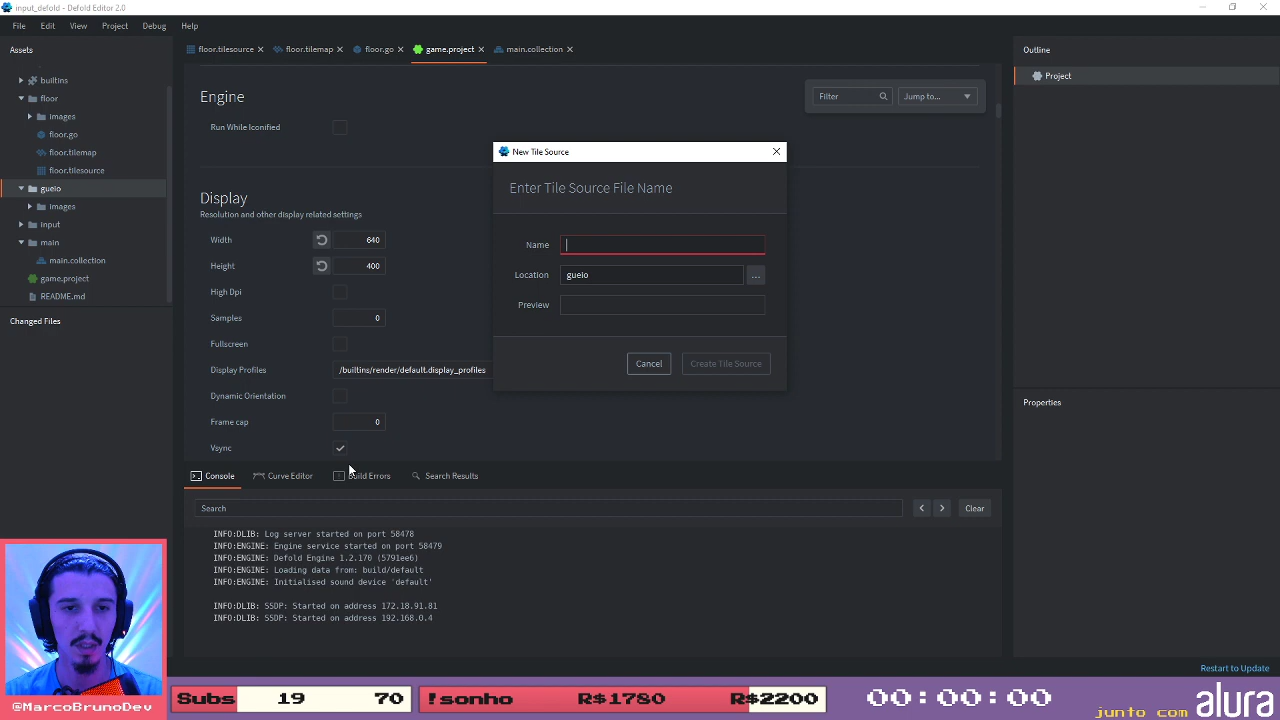 input_defold - Defold Editor 2.0
File Edit View Project Debug Help
Assets
builtins
floor
images
floor.go
floor.tilemap
floor.tilesource
gueio
images
input
main
main.collection
game.project
README.md
Changed Files
floor.tilesource floor.tilemap floor.go game.project main.collection
Engine
Filter Jump to...
Run While Iconified
Display
Resolution and other display related settings
Width 640
Height 400
High Dpi
Samples 0
Fullscreen
Display Profiles /builtins/render/default.display_profiles
Dynamic Orientation
Frame cap 0
Vsync
New Tile Source
Enter Tile Source File Name
Name
Location gueio ...
Preview
Cancel Create Tile Source
Outline
Project
Properties
Console Curve Editor Build Errors Search Results
Search
Clear
INFO:DLIB: Log server started on port 58478
INFO:ENGINE: Engine service started on port 58479
INFO:ENGINE: Defold Engine 1.2.170 (5791ee6)
INFO:ENGINE: Loading data from: build/default
INFO:ENGINE: Initialised sound device 'default'
INFO:DLIB: SSDP: Started on address 172.18.91.81
INFO:DLIB: SSDP: Started on address 192.168.0.4
Restart to Update
@MarcoBrunoDev
Subs 19 70
!sonho R$1780 R$2200
00:00:00
junto com alura